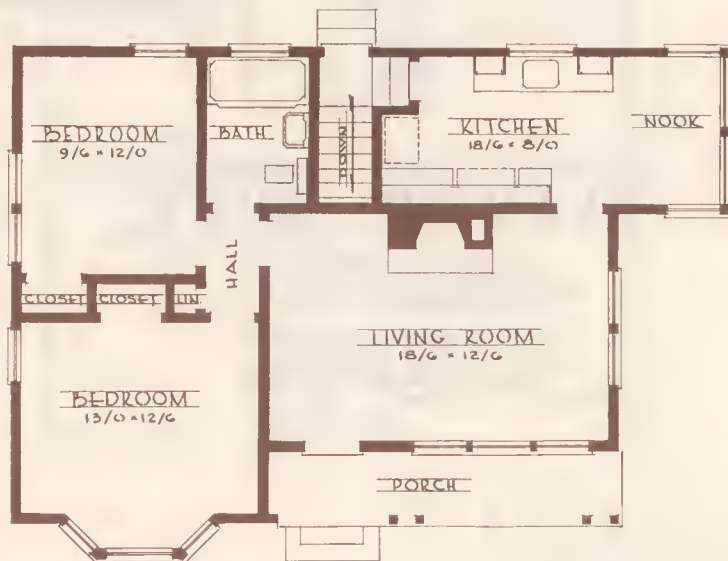 BEDROOM
9/6 × 12/0
BATH
DOWN
KITCHEN
18/6 × 8/0
NOOK
HALL
CLOSET
CLOSET
LIN.
LIVING ROOM
18/6 × 12/6
BEDROOM
13/0 × 12/6
PORCH